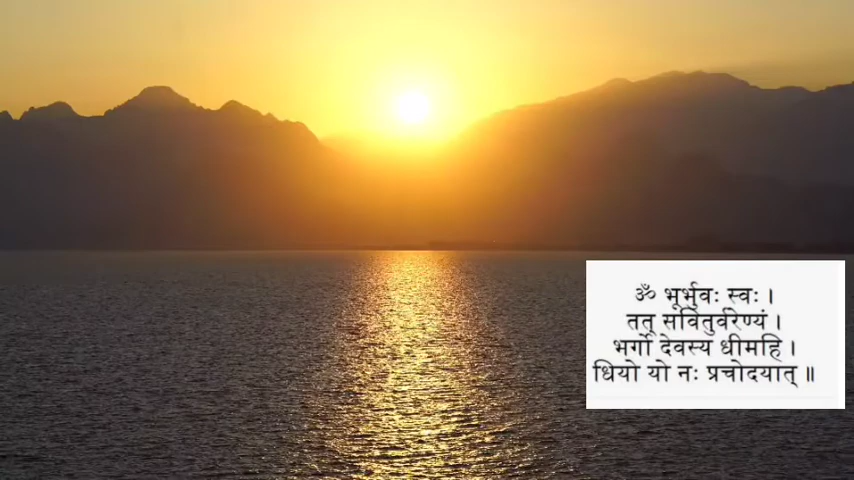 ॐ भूर्भुवः स्वः ।
तत् सवितुर्वरेण्यं ।
भर्गो देवस्य धीमहि ।
धियो यो नः प्रचोदयात् ॥